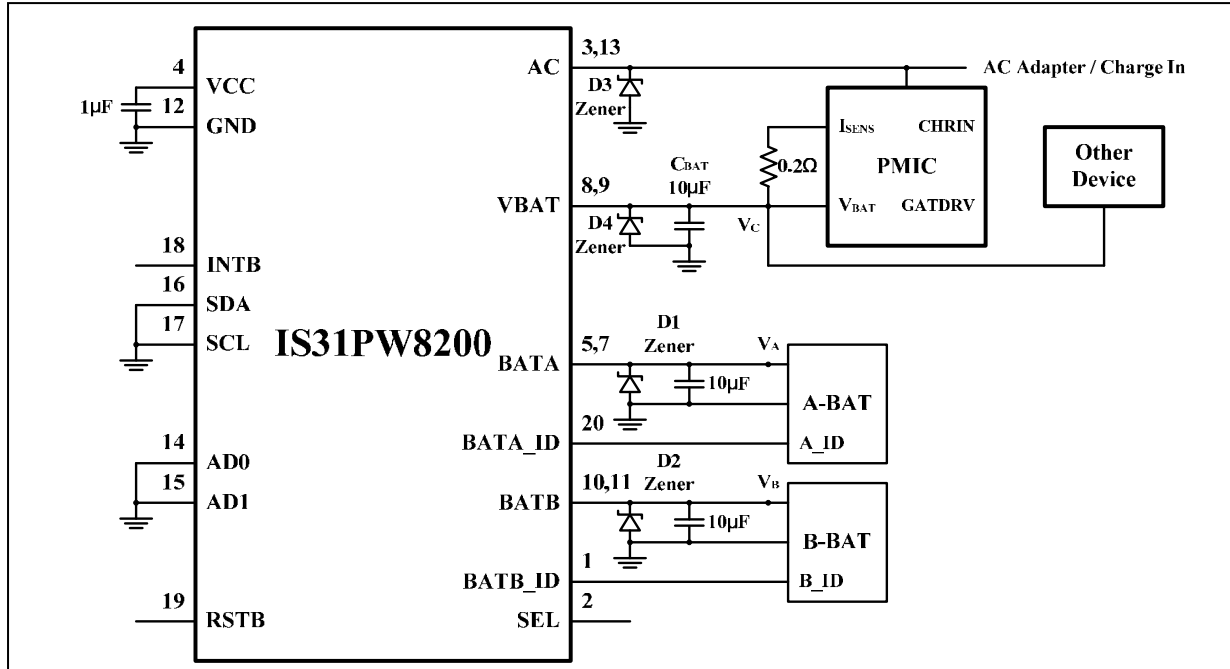 3,13
4
AC
AC Adapter / Charge In
VCC
D3
Zener
1μF
12
GND
ISENS
CHRIN
Other
Device
0.2Ω
PMIC
CBAT
10μF
8,9
VBAT
VBAT
GATDRV
D4
Zener
VC
18
INTB
16
SDA
17
SCL
IS31PW8200
D1
Zener
VA
5,7
BATA
10μF
A-BAT
20
BATA_ID
A_ID
14
AD0
D2
Zener
VB
15
AD1
10,11
BATB
10μF
B-BAT
1
BATB_ID
B_ID
19
RSTB
2
SEL